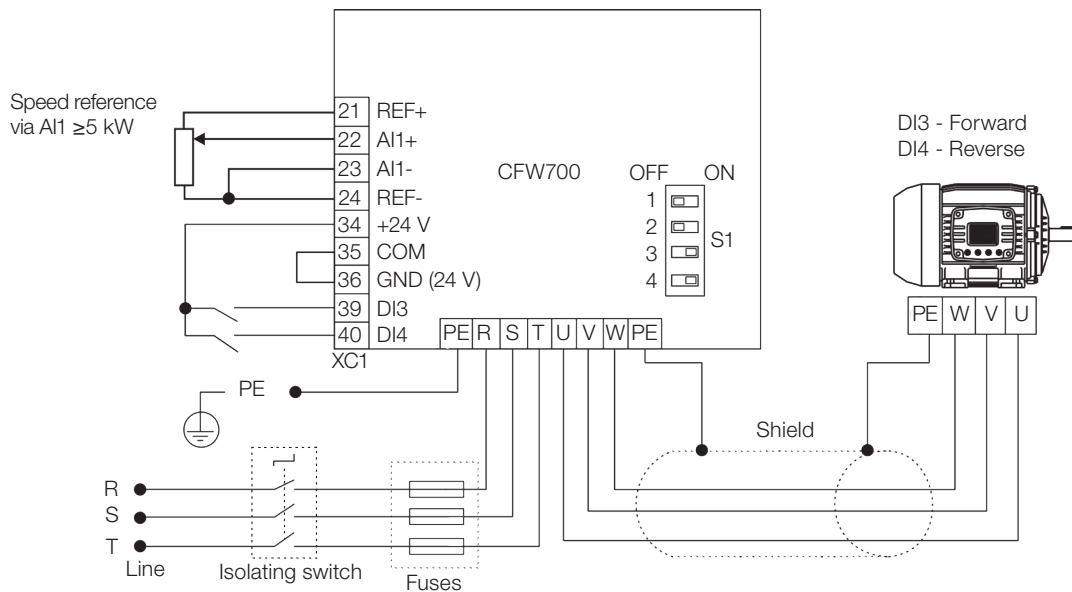 Speed reference
via AI1 ≥5 kW
21 REF+
22 AI1+
23 AI1-
24 REF-
34 +24 V
35 COM
36 GND (24 V)
39 DI3
40 DI4
XC1
CFW700
OFF ON
1
2
3
4
S1
DI3 - Forward
DI4 - Reverse
PE W V U
PE R S T U V W PE
PE
Shield
R
S
T
Line
Isolating switch
Fuses